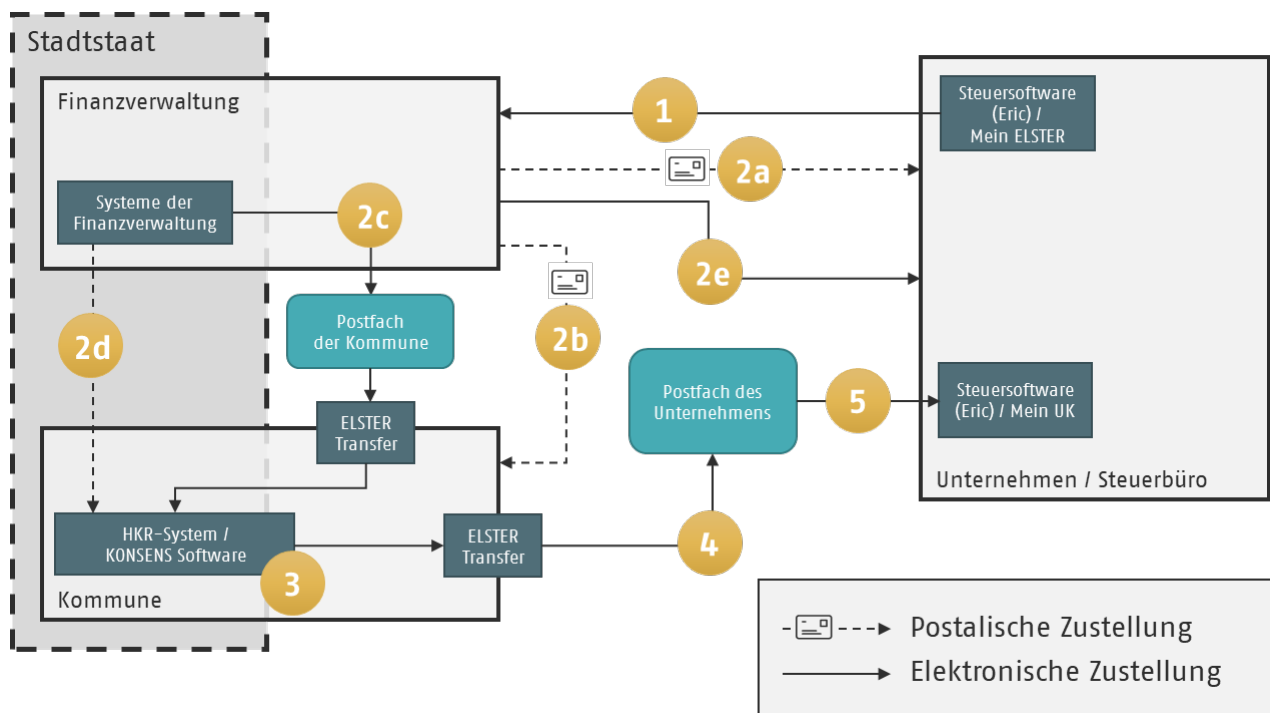 Stadtstaat
Finanzverwaltung
1
Steuersoftware
(Eric) /
Mein ELSTER
2a
Systeme der
Finanzverwaltung
2c
2e
Postfach
der Kommune
2b
2d
Postfach des
Unternehmens
5
Steuersoftware
(Eric) / Mein UK
ELSTER
Transfer
Unternehmen / Steuerbüro
HKR-System /
KONSENS Software
ELSTER
Transfer
4
3
Kommune
Postalische Zustellung
Elektronische Zustellung